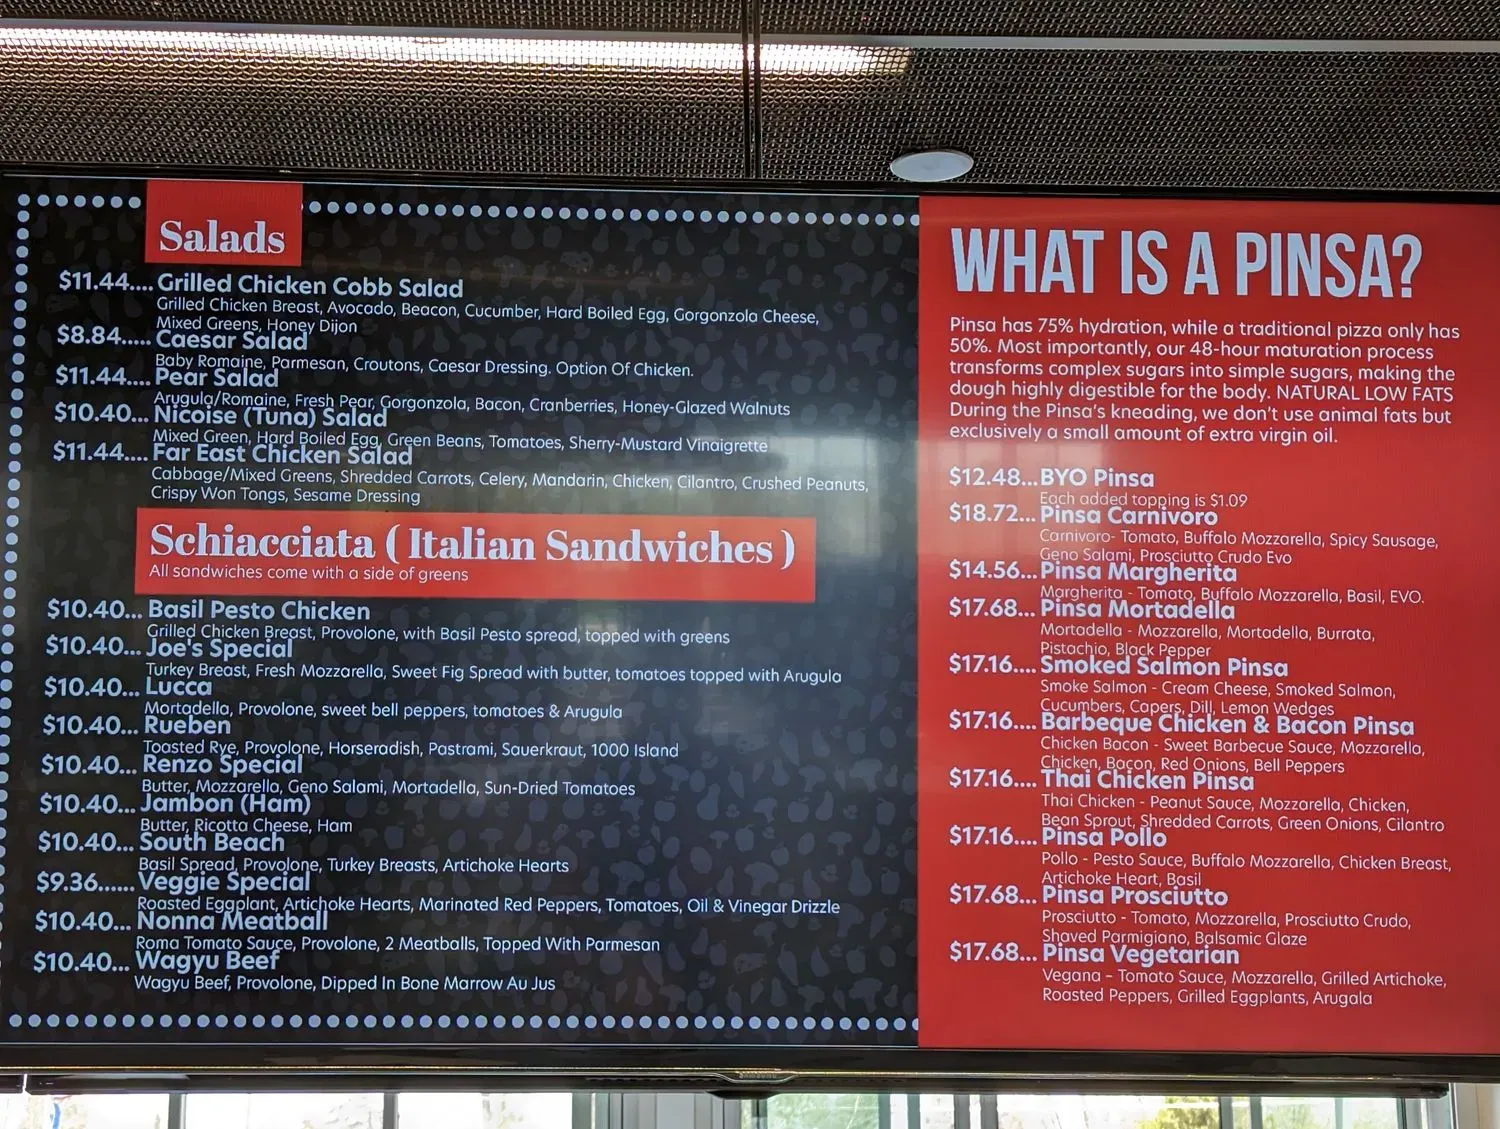 Salads
$11.44.... Grilled Chicken Cobb Salad
Grilled Chicken Breast, Avocado, Beacon, Cucumber, Hard Boiled Egg, Gorgonzola Cheese,
Mixed Greens, Honey Dijon
$8.84..... Caesar Salad
Baby Romaine, Parmesan, Croutons, Caesar Dressing. Option Of Chicken.
$11.44.... Pear Salad
Arugula/Romaine, Fresh Pear, Gorgonzola, Bacon, Cranberries, Honey-Glazed Walnuts
$10.40... Nicoise (Tuna) Salad
Mixed Green, Hard Boiled Egg, Green Beans, Tomatoes, Sherry-Mustard Vinaigrette
$11.44.... Far East Chicken Salad
Cabbage/Mixed Greens, Shredded Carrots, Celery, Mandarin, Chicken, Cilantro, Crushed Peanuts,
Crispy Won Tongs, Sesame Dressing
Schiacciata ( Italian Sandwiches )
All sandwiches come with a side of greens
$10.40... Basil Pesto Chicken
Grilled Chicken Breast, Provolone, with Basil Pesto spread, topped with greens
$10.40... Joe's Special
Turkey Breast, Fresh Mozzarella, Sweet Fig Spread with butter, tomatoes topped with Arugula
$10.40... Lucca
Mortadella, Provolone, sweet bell peppers, tomatoes & Arugula
$10.40... Rueben
Toasted Rye, Provolone, Horseradish, Pastrami, Sauerkraut, 1000 Island
$10.40... Renzo Special
Butter, Mozzarella, Geno Salami, Mortadella, Sun-Dried Tomatoes
$10.40... Jambon (Ham)
Butter, Ricotta Cheese, Ham
$10.40... South Beach
Basil Spread, Provolone, Turkey Breasts, Artichoke Hearts
$9.36...... Veggie Special
Roasted Eggplant, Artichoke Hearts, Marinated Red Peppers, Tomatoes, Oil & Vinegar Drizzle
$10.40... Nonna Meatball
Roma Tomato Sauce, Provolone, 2 Meatballs, Topped With Parmesan
$10.40... Wagyu Beef
Wagyu Beef, Provolone, Dipped In Bone Marrow Au Jus
WHAT IS A PINSA?
Pinsa has 75% hydration, while a traditional pizza only has
50%. Most importantly, our 48-hour maturation process
transforms complex sugars into simple sugars, making the
dough highly digestible for the body. NATURAL LOW FATS
During the Pinsa's kneading, we don't use animal fats but
exclusively a small amount of extra virgin oil.
$12.48... BYO Pinsa
Each added topping is $1.09
$18.72... Pinsa Carnivoro
Carnivoro- Tomato, Buffalo Mozzarella, Spicy Sausage,
Geno Salami, Prosciutto Crudo Evo
$14.56... Pinsa Margherita
Margherita - Tomato, Buffalo Mozzarella, Basil, EVO.
$17.68... Pinsa Mortadella
Mortadella - Mozzarella, Mortadella, Burrata,
Pistachio, Black Pepper
$17.16.... Smoked Salmon Pinsa
Smoke Salmon - Cream Cheese, Smoked Salmon,
Cucumbers, Capers, Dill, Lemon Wedges
$17.16.... Barbeque Chicken & Bacon Pinsa
Chicken Bacon - Sweet Barbecue Sauce, Mozzarella,
Chicken, Bacon, Red Onions, Bell Peppers
$17.16.... Thai Chicken Pinsa
Thai Chicken - Peanut Sauce, Mozzarella, Chicken,
Bean Sprout, Shredded Carrots, Green Onions, Cilantro
$17.16.... Pinsa Pollo
Pollo - Pesto Sauce, Buffalo Mozzarella, Chicken Breast,
Artichoke Heart, Basil
$17.68... Pinsa Prosciutto
Prosciutto - Tomato, Mozzarella, Prosciutto Crudo,
Shaved Parmigiano, Balsamic Glaze
$17.68... Pinsa Vegetarian
Vegana - Tomato Sauce, Mozzarella, Grilled Artichoke,
Roasted Peppers, Grilled Eggplants, Arugala
SAMSUNG